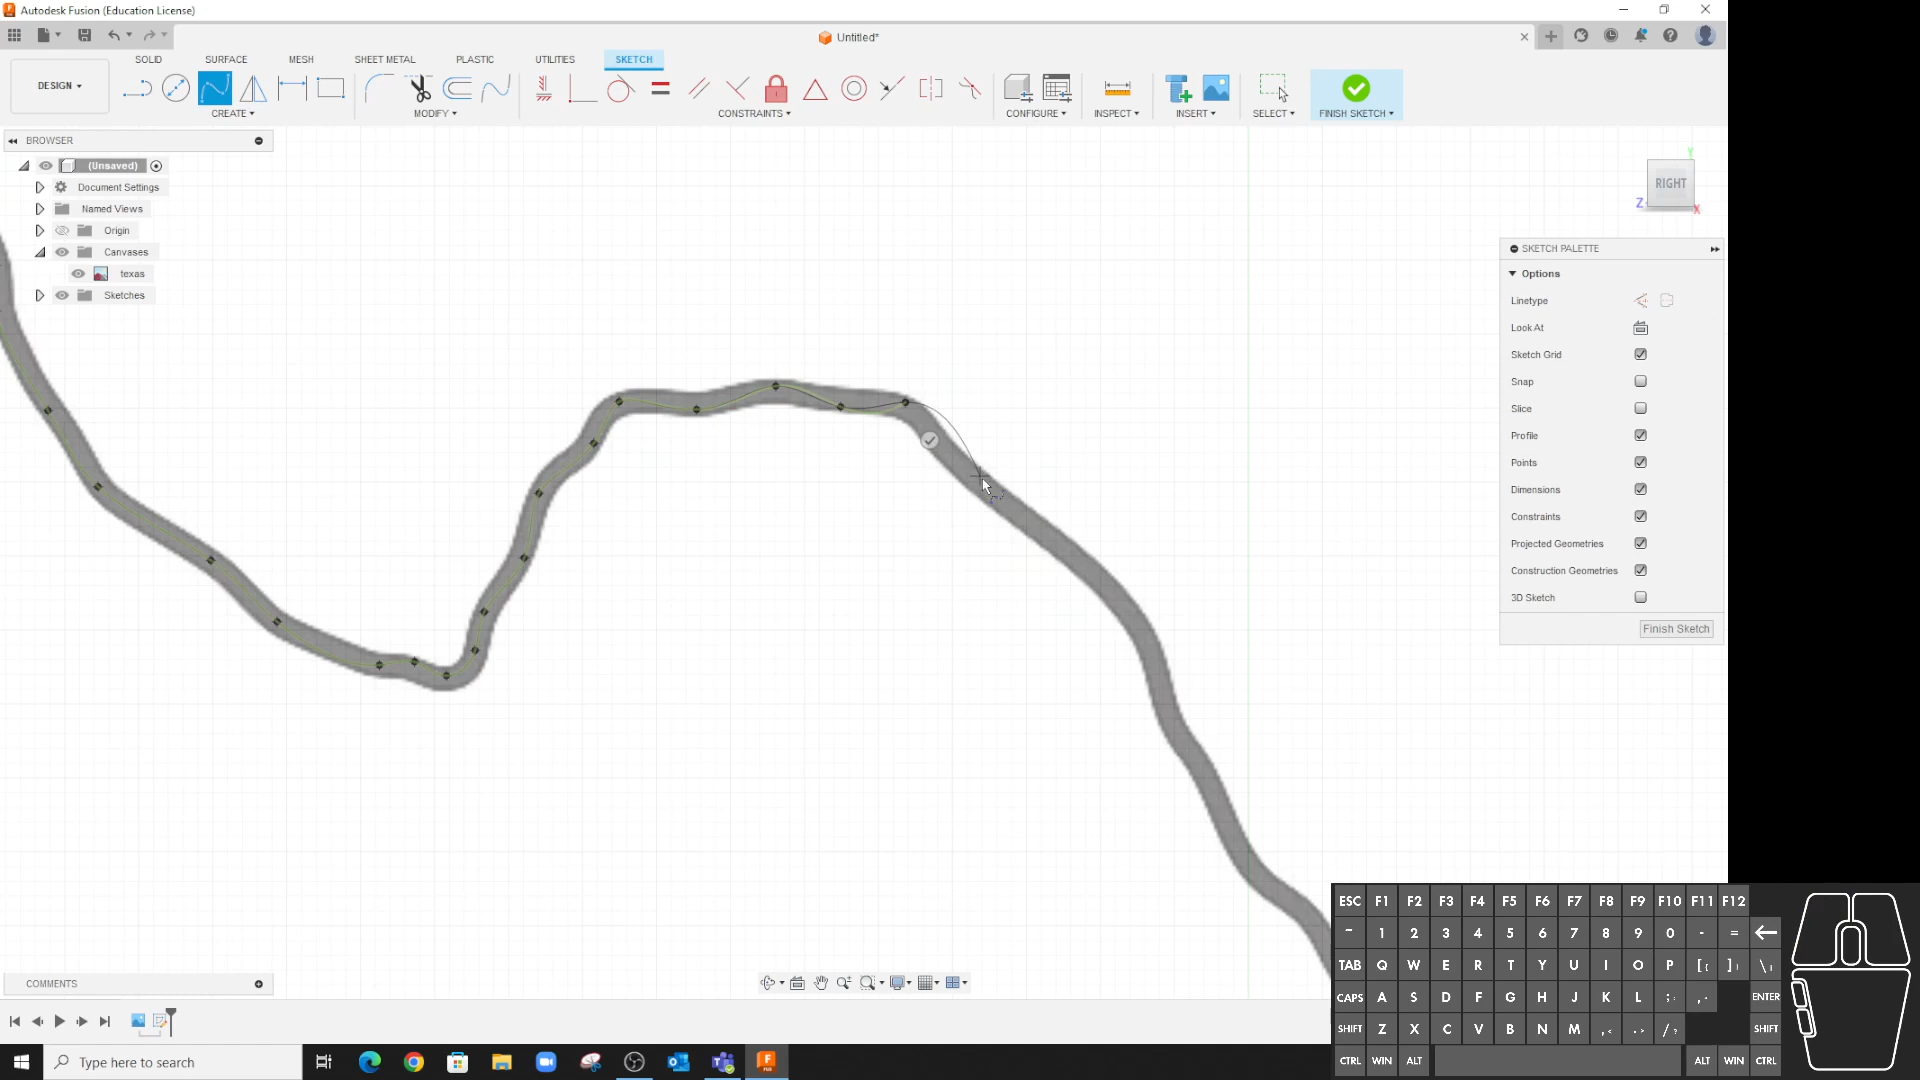 Autodesk Fusion (Education License)
Untitled*
SOLID SURFACE MESH SHEET METAL PLASTIC UTILITIES SKETCH
DESIGN
CREATE MODIFY CONSTRAINTS CONFIGURE INSPECT INSERT SELECT FINISH SKETCH
BROWSER
(Unsaved)
Document Settings
Named Views
Origin
Canvases
texas
Sketches
Y
RIGHT
Z
X
SKETCH PALETTE
Options
Linetype
Look At
Sketch Grid
Snap
Slice
Profile
Points
Dimensions
Constraints
Projected Geometries
Construction Geometries
3D Sketch
Finish Sketch
COMMENTS
Type here to search
ESC F1 F2 F3 F4 F5 F6 F7 F8 F9 F10 F11 F12
1 2 3 4 5 6 7 8 9 0 - =
TAB Q W E R T Y U I O P
CAPS A S D F G H J K L ENTER
SHIFT Z X C V B N M SHIFT
CTRL WIN ALT ALT WIN CTRL